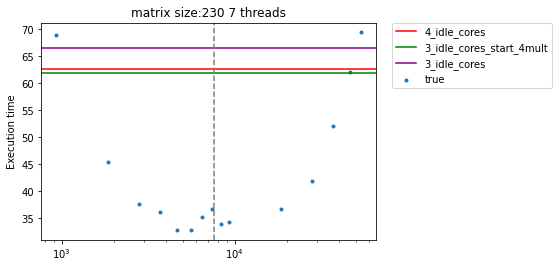 matrix size:230 7 threads
70
65
60
55
50
45
40
35
Execution time
10³
10⁴
4_idle_cores
3_idle_cores_start_4mult
3_idle_cores
true